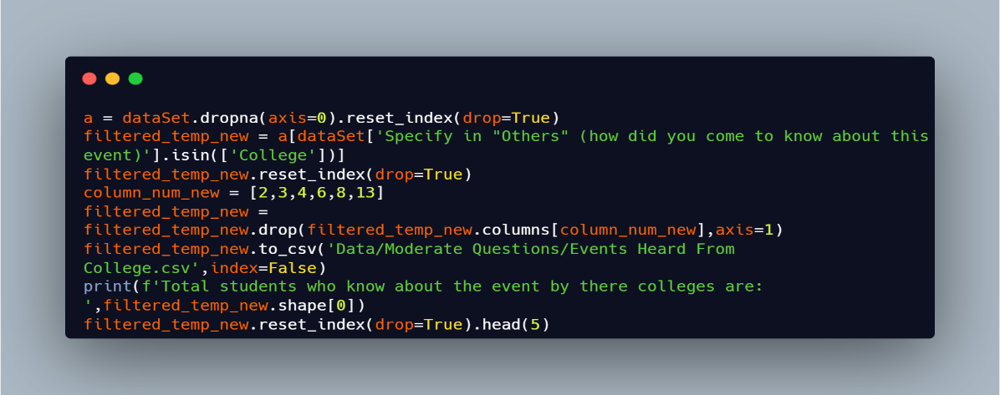 a = dataSet.dropna(axis=0).reset_index(drop=True)
filtered_temp_new = a[dataSet['Specify in "Others" (how did you come to know about this
event)'].isin(['College'])]
filtered_temp_new.reset_index(drop=True)
column_num_new = [2,3,4,6,8,13]
filtered_temp_new =
filtered_temp_new.drop(filtered_temp_new.columns[column_num_new],axis=1)
filtered_temp_new.to_csv('Data/Moderate Questions/Events Heard From
College.csv',index=False)
print(f'Total students who know about the event by there colleges are:
',filtered_temp_new.shape[0])
filtered_temp_new.reset_index(drop=True).head(5)